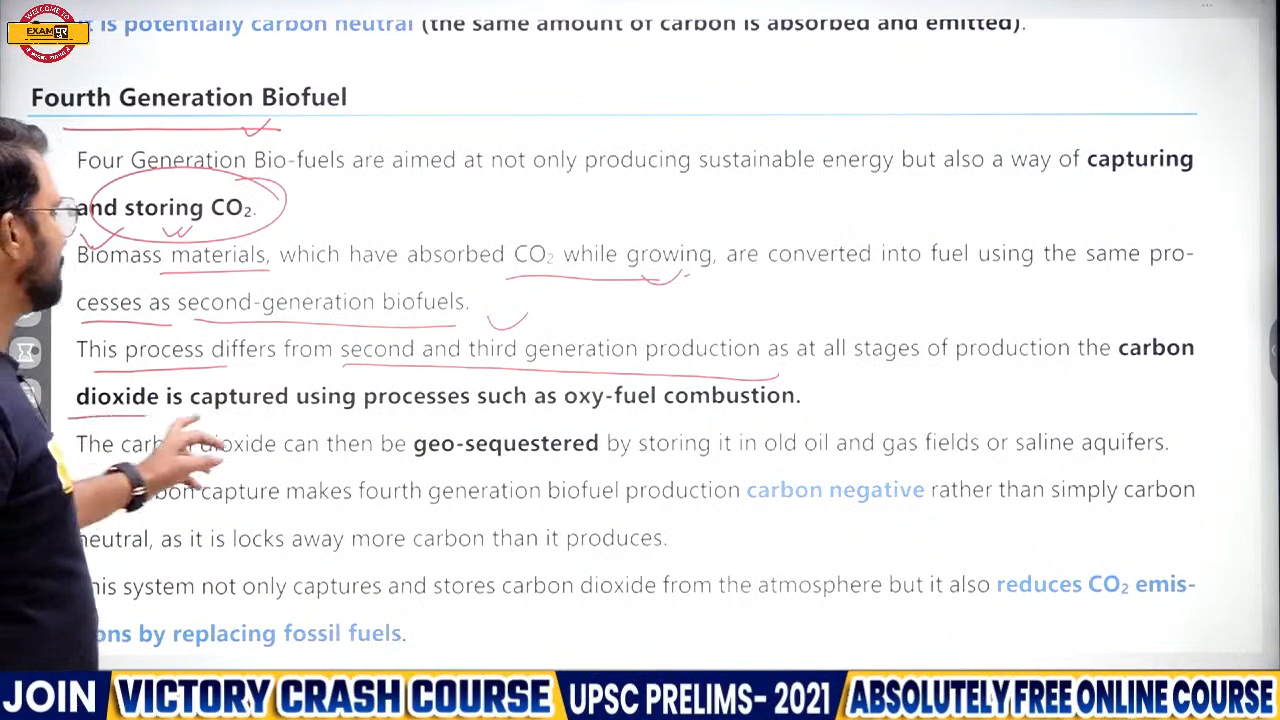 WELCOME TO
EXAM पुर
is potentially carbon neutral (the same amount of carbon is absorbed and emitted).
Fourth Generation Biofuel
Four Generation Bio-fuels are aimed at not only producing sustainable energy but also a way of capturing
and storing CO₂.
Biomass materials, which have absorbed CO₂ while growing, are converted into fuel using the same pro-
cesses as second-generation biofuels.
This process differs from second and third generation production as at all stages of production the carbon
dioxide is captured using processes such as oxy-fuel combustion.
The carb dioxide can then be geo-sequestered by storing it in old oil and gas fields or saline aquifers.
bon capture makes fourth generation biofuel production carbon negative rather than simply carbon
neutral, as it is locks away more carbon than it produces.
his system not only captures and stores carbon dioxide from the atmosphere but it also reduces CO₂ emis-
ons by replacing fossil fuels.
JOIN VICTORY CRASH COURSE UPSC PRELIMS- 2021 ABSOLUTELY FREE ONLINE COURSE